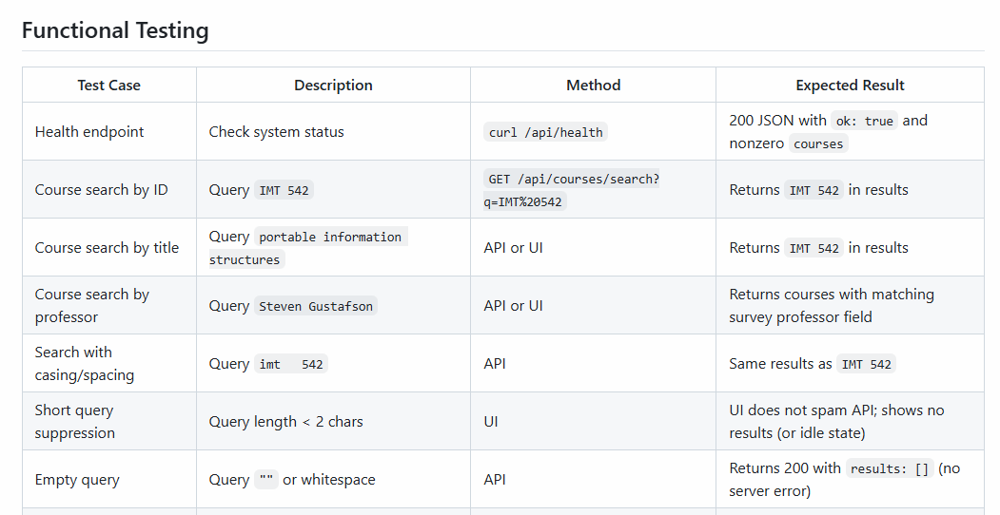 Functional Testing
Test Case Description Method Expected Result
Health endpoint Check system status curl /api/health 200 JSON with ok: true and
nonzero courses
Course search by ID Query IMT 542 GET /api/courses/search?
q=IMT%20542 Returns IMT 542 in results
Course search by title Query portable information
structures API or UI Returns IMT 542 in results
Course search by
professor Query Steven Gustafson API or UI Returns courses with matching
survey professor field
Search with
casing/spacing Query imt   542 API Same results as IMT 542
Short query
suppression Query length < 2 chars UI UI does not spam API; shows no
results (or idle state)
Empty query Query "" or whitespace API Returns 200 with results: [] (no
server error)